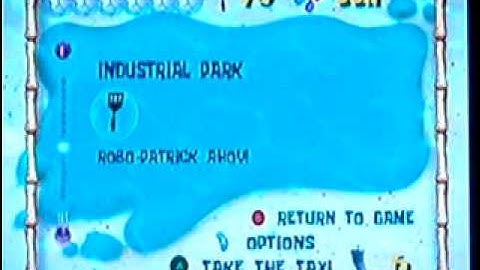 INDUSTRIAL PARK
ROBO-PATRICK AHOY!
RETURN TO GAME
OPTIONS
TAKE THE TAXI